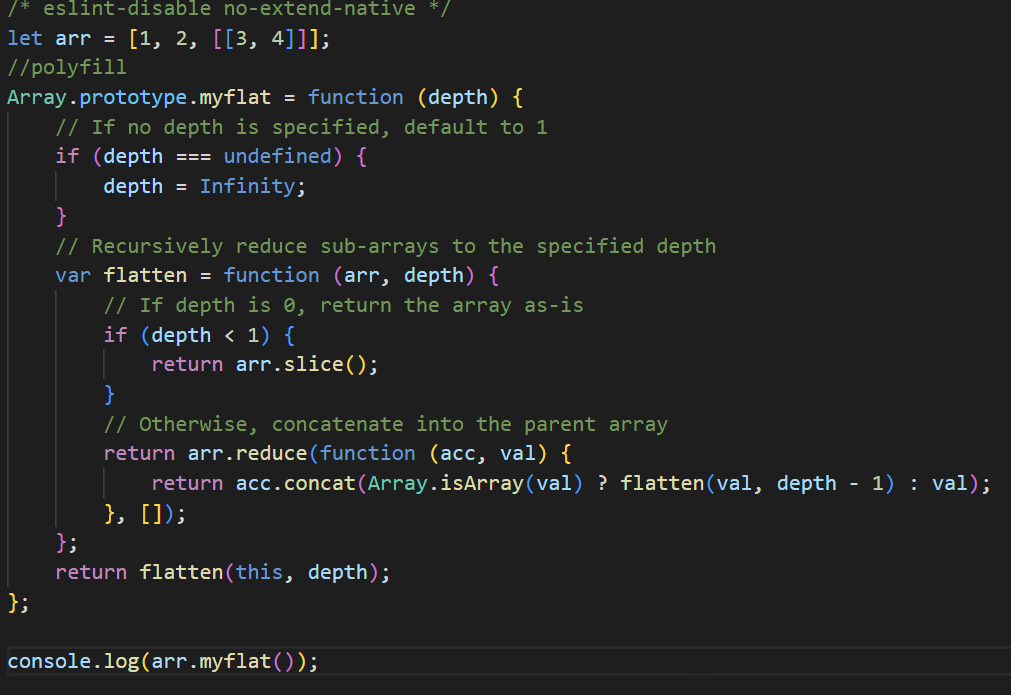 /* eslint-disable no-extend-native */
let arr = [1, 2, [[3, 4]]];
//polyfill
Array.prototype.myflat = function (depth) {
    // If no depth is specified, default to 1
    if (depth === undefined) {
        depth = Infinity;
    }
    // Recursively reduce sub-arrays to the specified depth
    var flatten = function (arr, depth) {
        // If depth is 0, return the array as-is
        if (depth < 1) {
            return arr.slice();
        }
        // Otherwise, concatenate into the parent array
        return arr.reduce(function (acc, val) {
            return acc.concat(Array.isArray(val) ? flatten(val, depth - 1) : val);
        }, []);
    };
    return flatten(this, depth);
};
console.log(arr.myflat());